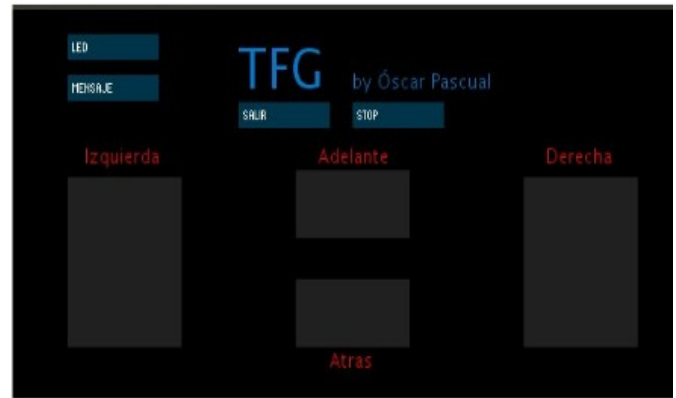 LED
MENSAJE
TFG by Óscar Pascual
SALIR STOP
Izquierda Adelante Derecha
Atras